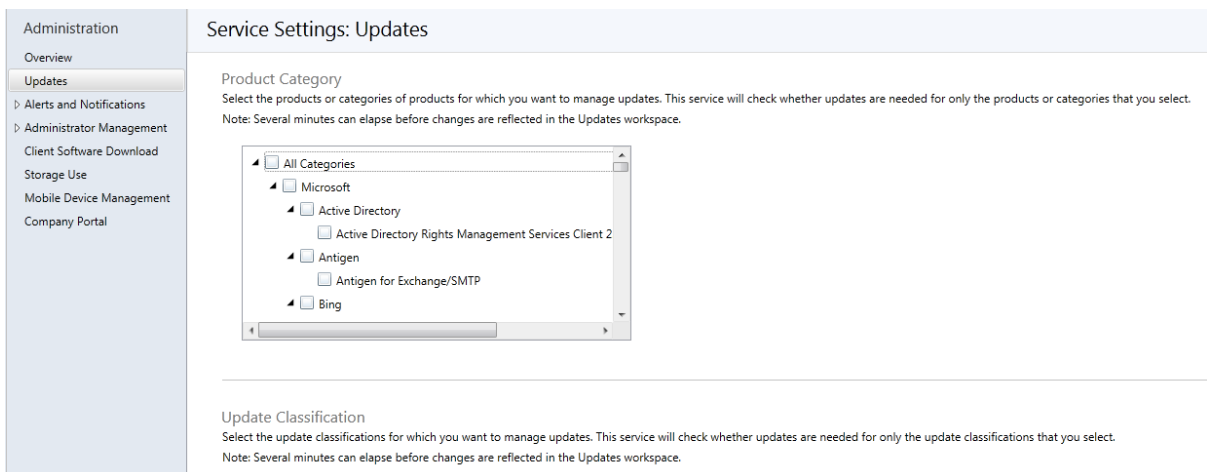 Administration
Overview
Updates
Alerts and Notifications
Administrator Management
Client Software Download
Storage Use
Mobile Device Management
Company Portal
Service Settings: Updates
Product Category
Select the products or categories of products for which you want to manage updates. This service will check whether updates are needed for only the products or categories that you select.
Note: Several minutes can elapse before changes are reflected in the Updates workspace.
All Categories
Microsoft
Active Directory
Active Directory Rights Management Services Client 2
Antigen
Antigen for Exchange/SMTP
Bing
Update Classification
Select the update classifications for which you want to manage updates. This service will check whether updates are needed for only the update classifications that you select.
Note: Several minutes can elapse before changes are reflected in the Updates workspace.